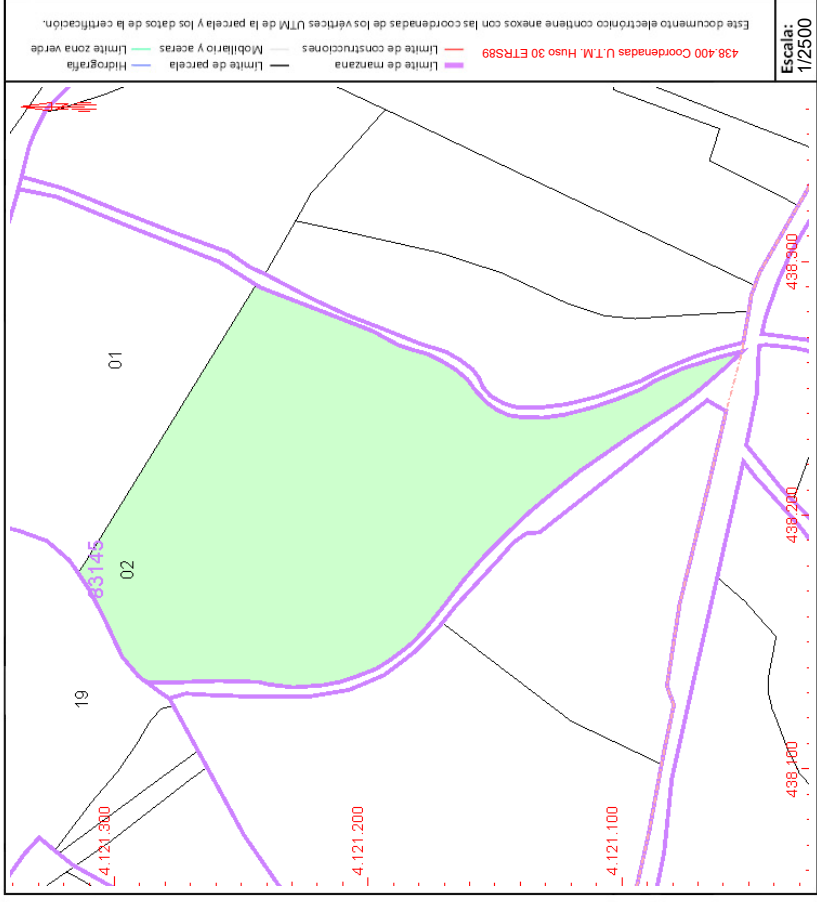 Este documento electrónico contiene anexos con las coordenadas de vértices UTM de la parcela y los datos de la certificación.
438.400 Coordenadas U.T.M. Huso 30 ETRS89
Límite de manzana
Límite de construcciones
Límite de parcela
Mobiliario y aceras
Hidrografía
Límite zona verde
Escala:
1/2500
01
83145
02
19
4.121.300
4.121.200
4.121.100
438.300
438.200
438.100